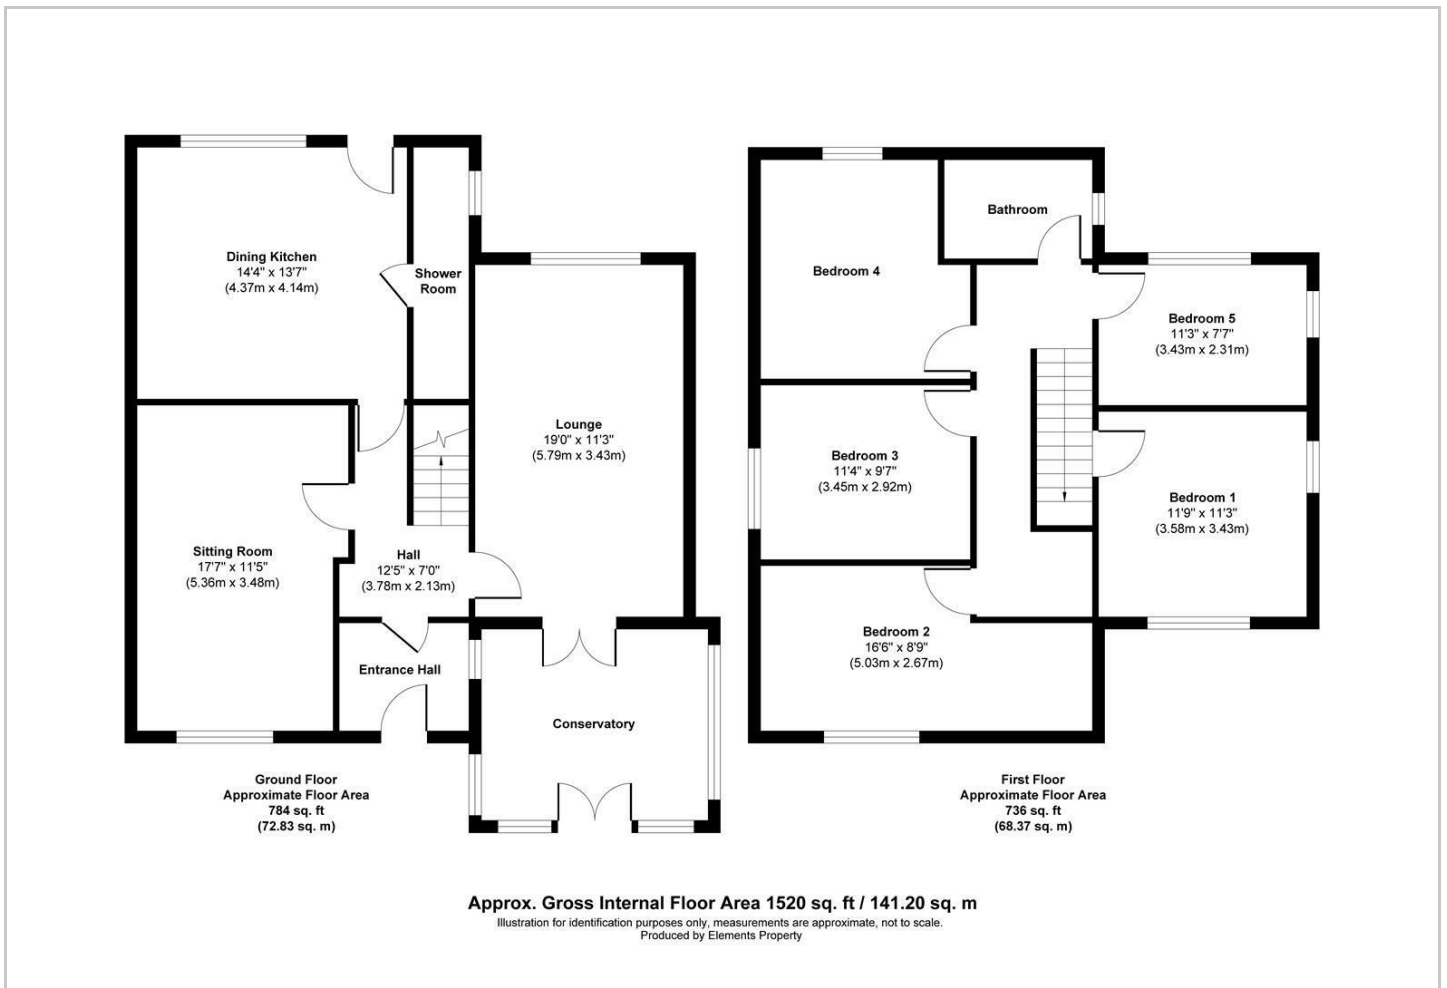 Dining Kitchen
14'4" x 13'7"
(4.37m x 4.14m)
Shower
Room
Lounge
19'0" x 11'3"
(5.79m x 3.43m)
Sitting Room
17'7" x 11'5"
(5.36m x 3.48m)
Hall
12'5" x 7'0"
(3.78m x 2.13m)
Entrance Hall
Conservatory
Ground Floor
Approximate Floor Area
784 sq. ft
(72.83 sq. m)
Bathroom
Bedroom 4
Bedroom 5
11'3" x 7'7"
(3.43m x 2.31m)
Bedroom 3
11'4" x 9'7"
(3.45m x 2.92m)
Bedroom 1
11'9" x 11'3"
(3.58m x 3.43m)
Bedroom 2
16'6" x 8'9"
(5.03m x 2.67m)
First Floor
Approximate Floor Area
736 sq. ft
(68.37 sq. m)
Approx. Gross Internal Floor Area 1520 sq. ft / 141.20 sq. m
Illustration for identification purposes only, measurements are approximate, not to scale.
Produced by Elements Property